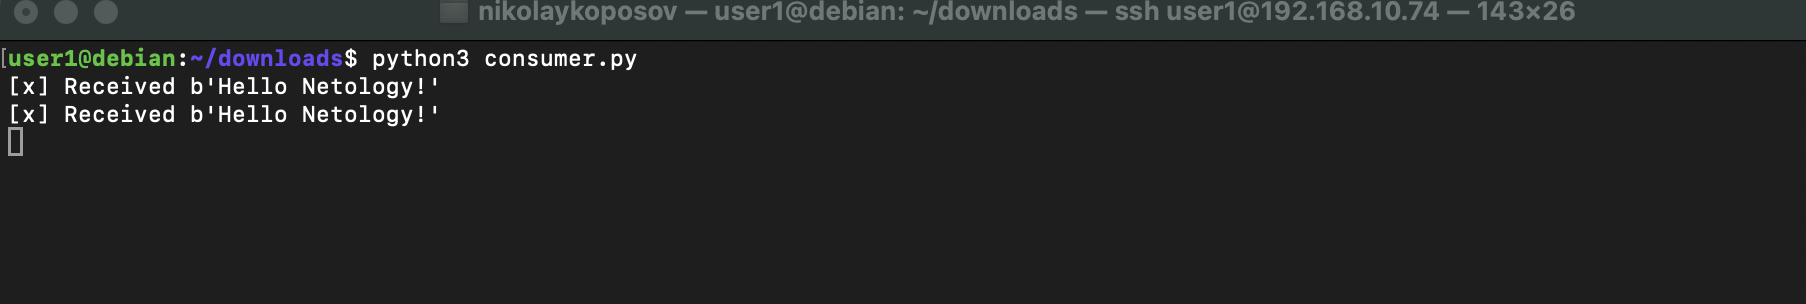 nikolaykoposov — user1@debian: ~/downloads — ssh user1@192.168.10.74 — 143×26
[user1@debian:~/downloads$ python3 consumer.py
[x] Received b'Hello Netology!'
[x] Received b'Hello Netology!'